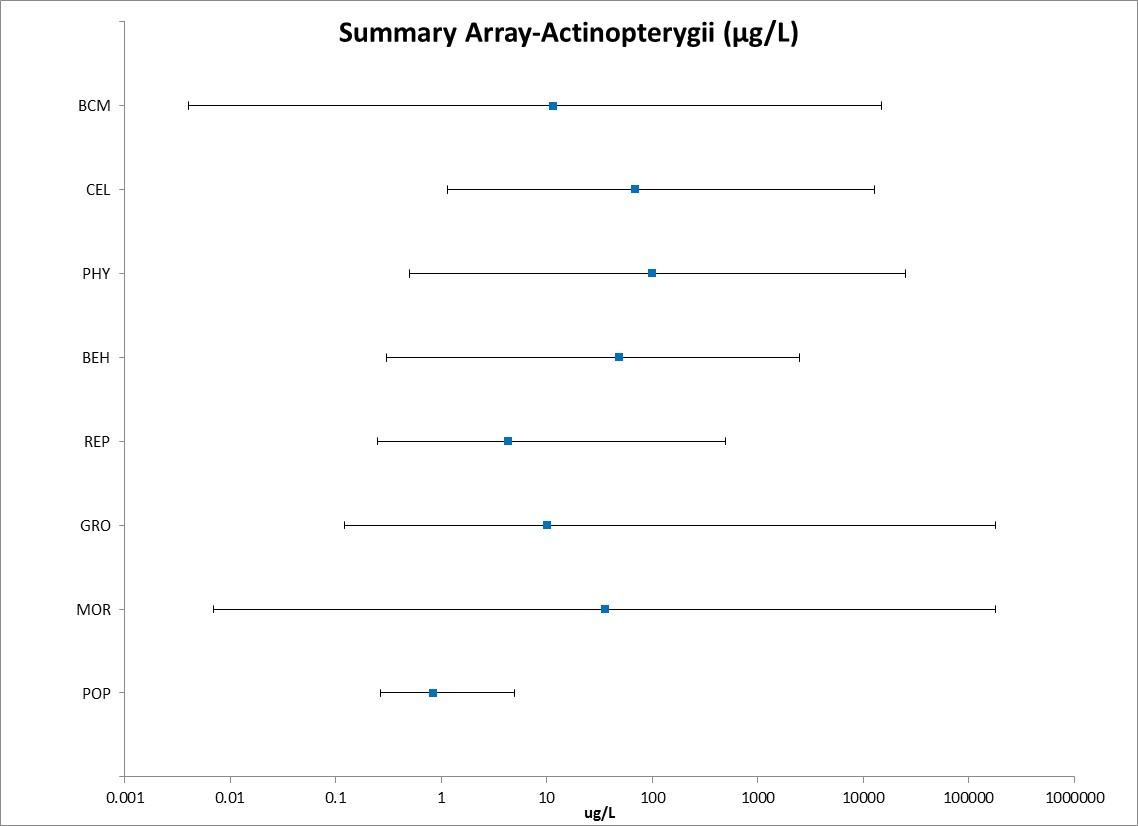 Summary Array-Actinopterygii (µg/L)
BCM
CEL
PHY
BEH
REP
GRO
MOR
POP
0.001 0.01 0.1 1 10 100 1000 10000 100000 1000000
ug/L